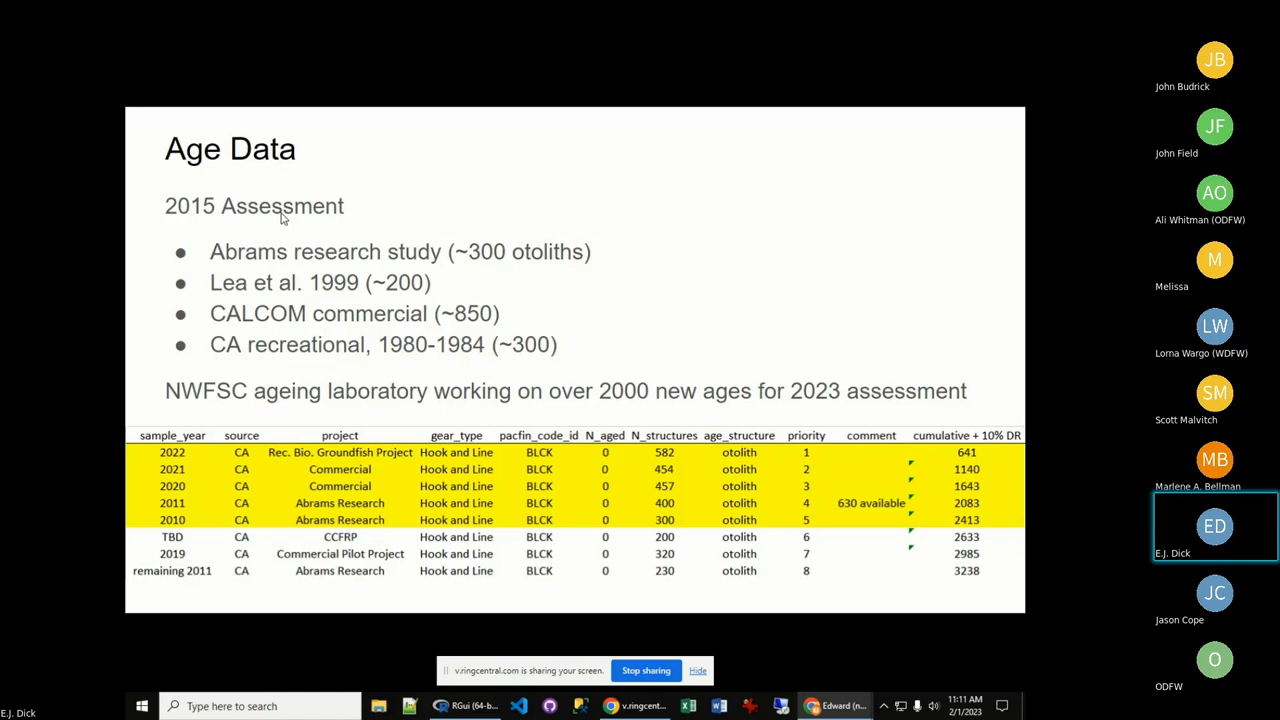 Age Data
2015 Assessment
● Abrams research study (~300 otoliths)
● Lea et al. 1999 (~200)
● CALCOM commercial (~850)
● CA recreational, 1980-1984 (~300)
NWFSC ageing laboratory working on over 2000 new ages for 2023 assessment
sample_year source project gear_type pacfin_code_id N_aged N_structures age_structure priority comment cumulative + 10% DR
2022 CA Rec. Bio. Groundfish Project Hook and Line BLCK 0 582 otolith 1 641
2021 CA Commercial Hook and Line BLCK 0 454 otolith 2 1140
2020 CA Commercial Hook and Line BLCK 0 457 otolith 3 1643
2011 CA Abrams Research Hook and Line BLCK 0 400 otolith 4 630 available 2083
2010 CA Abrams Research Hook and Line BLCK 0 300 otolith 5 2413
TBD CA CCFRP Hook and Line BLCK 0 200 otolith 6 2633
2019 CA Commercial Pilot Project Hook and Line BLCK 0 320 otolith 7 2985
remaining 2011 CA Abrams Research Hook and Line BLCK 0 230 otolith 8 3238
v.ringcentral.com is sharing your screen. Stop sharing Hide
Type here to search
RGui (64-b...
v.ringcent...
Edward (n...
11:11 AM
2/1/2023
E.J. Dick
JB
John Budrick
JF
John Field
AO
Ali Whitman (ODFW)
M
Melissa
LW
Lorna Wargo (WDFW)
SM
Scott Malvitch
MB
Marlene A. Bellman
ED
E.J. Dick
JC
Jason Cope
O
ODFW